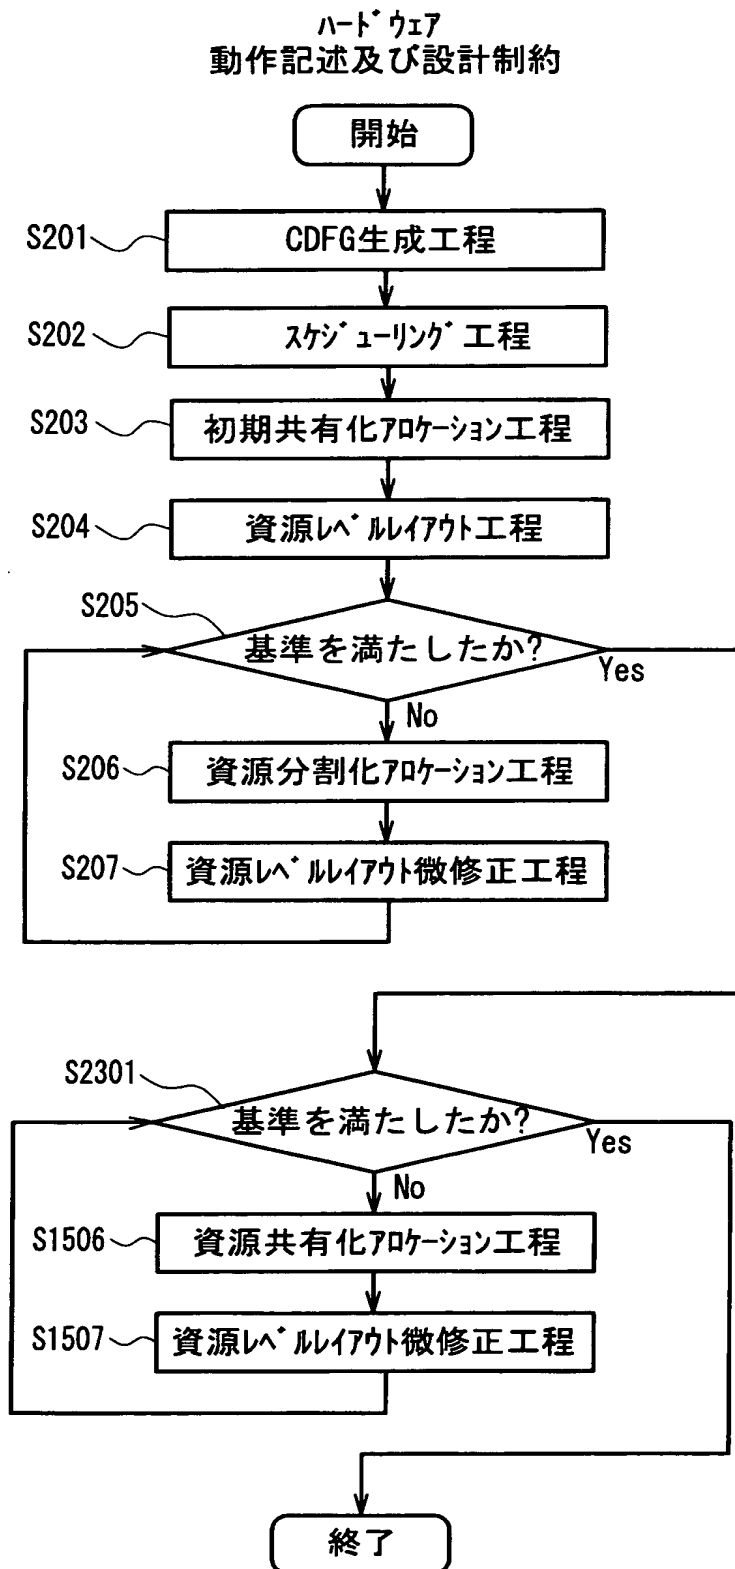 ハードウェア
動作記述及び設計制約
開始
S201
CDFG生成工程
S202
スケジューリング工程
S203
初期共有化アロケーション工程
S204
資源レベルレイアウト工程
S205
基準を満たしたか?
Yes
No
S206
資源分割化アロケーション工程
S207
資源レベルレイアウト微修正工程
S2301
基準を満たしたか?
Yes
No
S1506
資源共有化アロケーション工程
S1507
資源レベルレイアウト微修正工程
終了